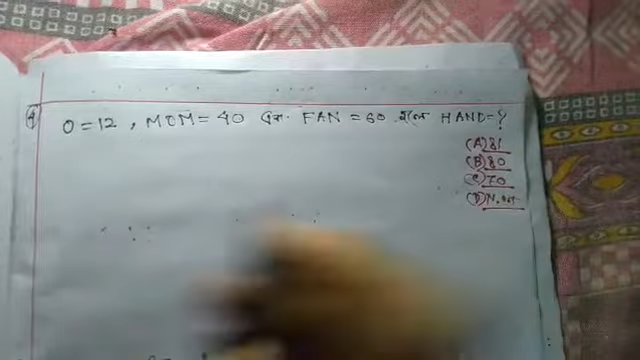 4
O = 12 , MOM = 40 এবং FAN = 60 হলে HAND = ?
(A) 81
(B) 80
(C) 70
(D) N.ot